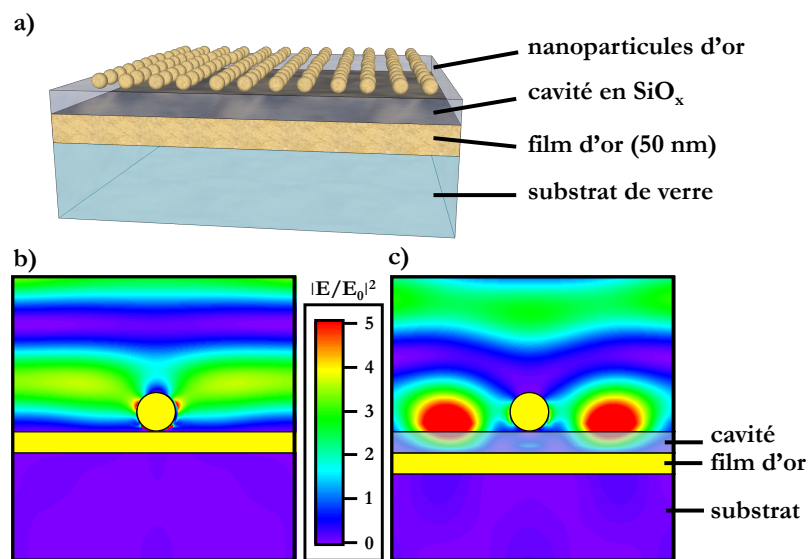 a)
nanoparticules d'or
cavité en SiOₓ
film d'or (50 nm)
substrat de verre
b)
|E/E₀|²
c)
5
4
3
2
1
0
cavité
film d'or
substrat